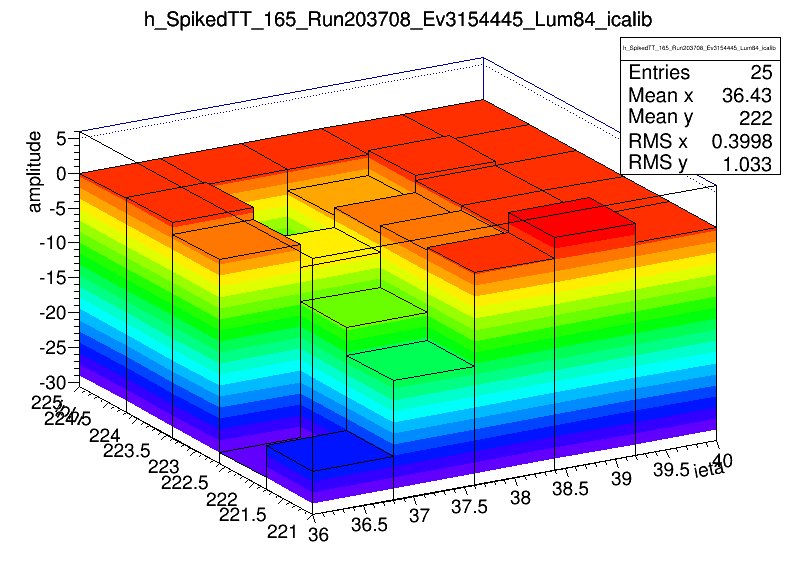 h_SpikedTT_165_Run203708_Ev3154445_Lum84_icalib
h_SpikedTT_165_Run203708_Ev3154445_Lum84_icalib
Entries 25
Mean x 36.43
Mean y 222
RMS x 0.3998
RMS y 1.033
amplitude
5
0
-5
-10
-15
-20
-25
-30
225
224.5
224
223.5
223
222.5
222
221.5
221
36
36.5
37
37.5
38
38.5
39
39.5
40
ieta